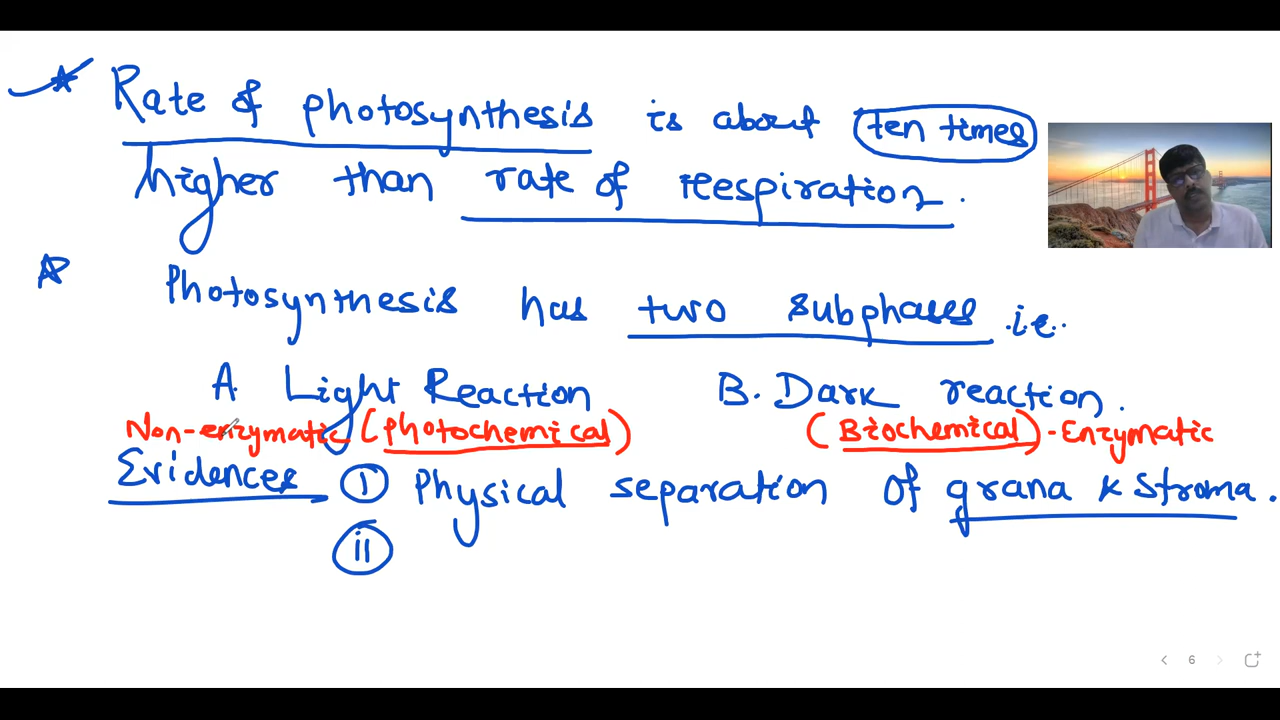 Rate of photosynthesis is about ten times
higher than rate of respiration.
Photosynthesis has two subphases i.e.
A. Light Reaction B. Dark reaction.
Non-enzymatic (Photochemical) (Biochemical) - Enzymatic
Evidences (i) Physical separation of grana & Stroma.
(ii)
6